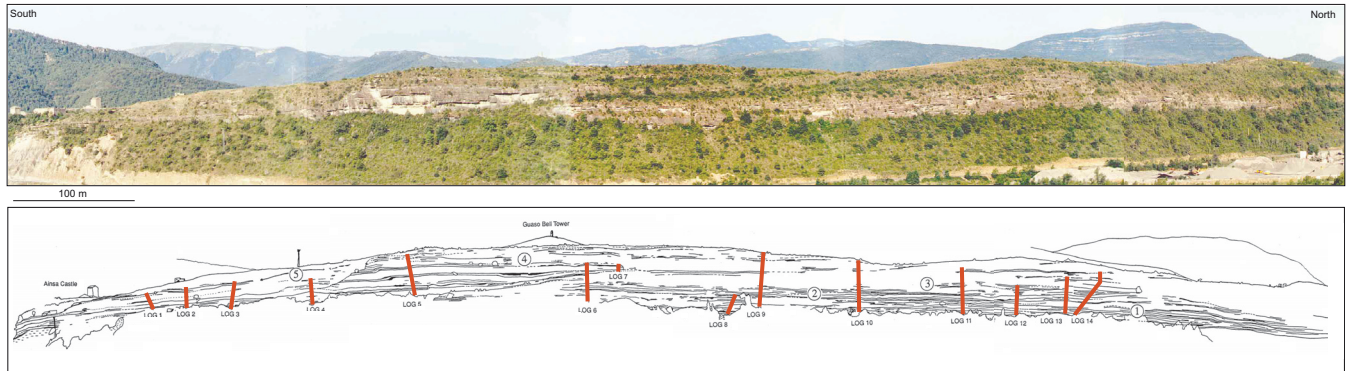 South
North
100 m
Guaso Bell Tower
Ainsa Castle
1
2
3
4
5
LOG 1
LOG 2
LOG 3
LOG 4
LOG 5
LOG 6
LOG 7
LOG 8
LOG 9
LOG 10
LOG 11
LOG 12
LOG 13
LOG 14